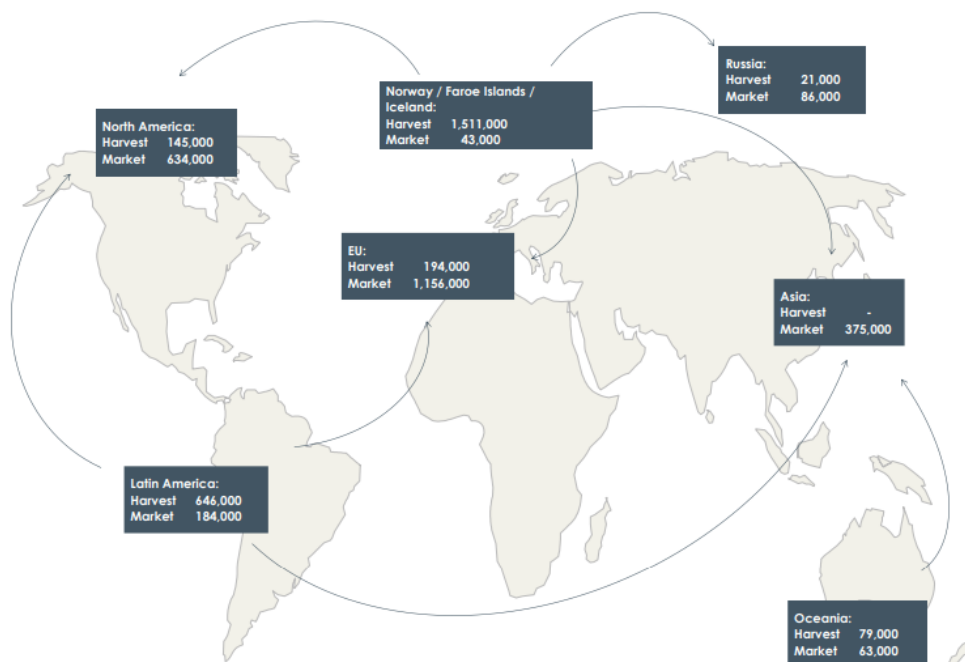 Russia:
Harvest 21,000
Market 86,000
Norway / Faroe Islands /
Iceland:
Harvest 1,511,000
Market 43,000
North America:
Harvest 145,000
Market 634,000
EU:
Harvest 194,000
Market 1,156,000
Asia:
Harvest -
Market 375,000
Latin America:
Harvest 646,000
Market 184,000
Oceania:
Harvest 79,000
Market 63,000